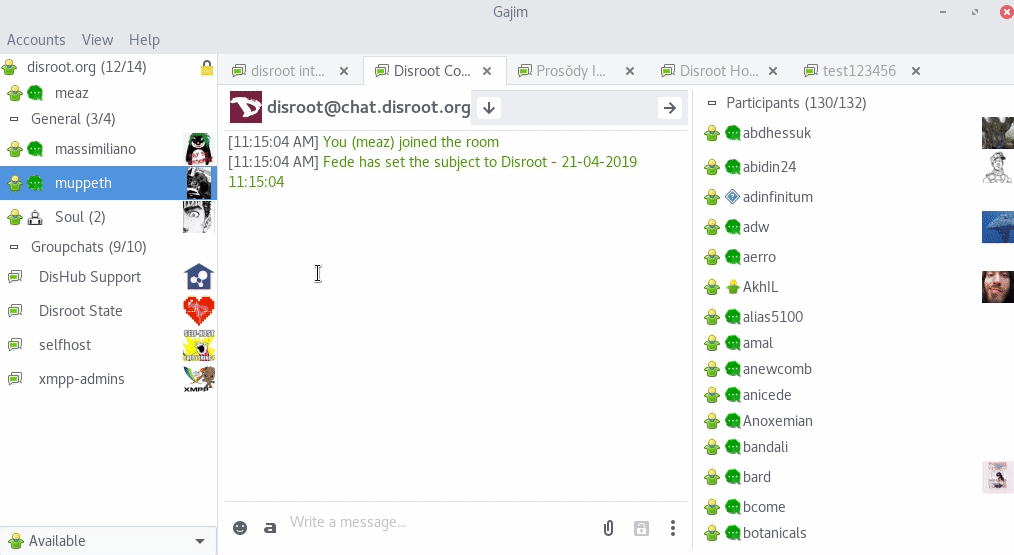 Gajim
Accounts View Help
disroot.org (12/14)
meaz
General (3/4)
massimiliano
muppeth
Soul (2)
Groupchats (9/10)
DisHub Support
Disroot State
selfhost
SELF-HOST
xmpp-admins
XMPP
Available
disroot int...
Disroot Co...
Prosŏdy I...
Disroot Ho...
test123456
disroot@chat.disroot.org
[11:15:04 AM] You (meaz) joined the room
[11:15:04 AM] Fede has set the subject to Disroot - 21-04-2019
11:15:04
a Write a message...
Participants (130/132)
abdhessuk
abidin24
adinfinitum
adw
aerro
AkhIL
alias5100
amal
anewcomb
anicede
Anoxemian
bandali
bard
bcome
botanicals